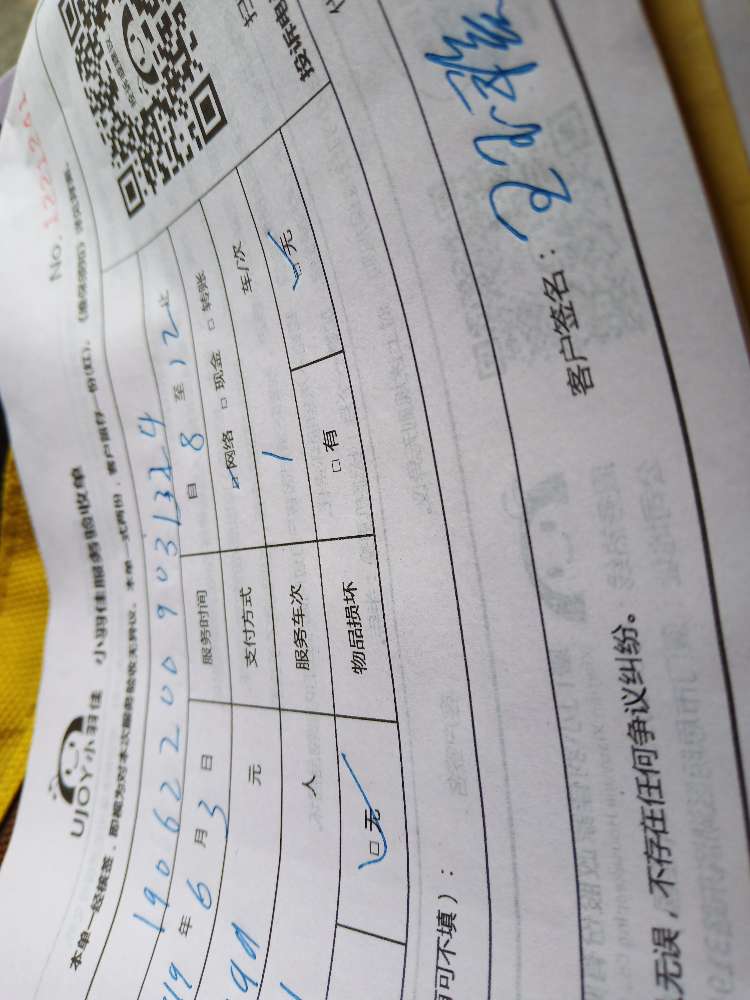 No. 1221241
UJOY小羽佳 小羽佳服务验收单
本单一经核签，即视为对本次服务验收无异议。本单一式两份，客户留存一份(红)。
190622009031324
19 年 6 月 3 日 服务时间 自 8 至 12 止
元 支付方式 ☑网络 □现金 □转账
人 服务车次 1 车/次
□无 物品损坏 □有 □无
可不填）：
投诉电
无误，不存在任何争议纠纷。 客户签名：